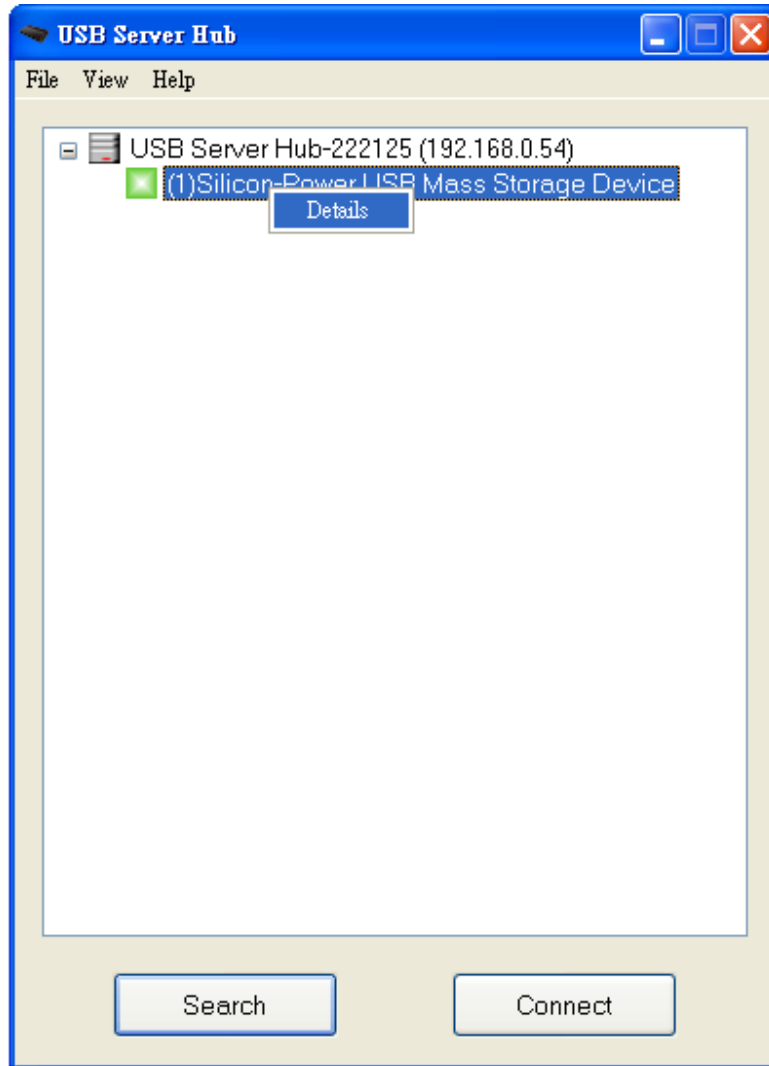 USB Server Hub
File View Help
USB Server Hub-222125 (192.168.0.54)
(1)Silicon-Power USB Mass Storage Device
Details
Search Connect